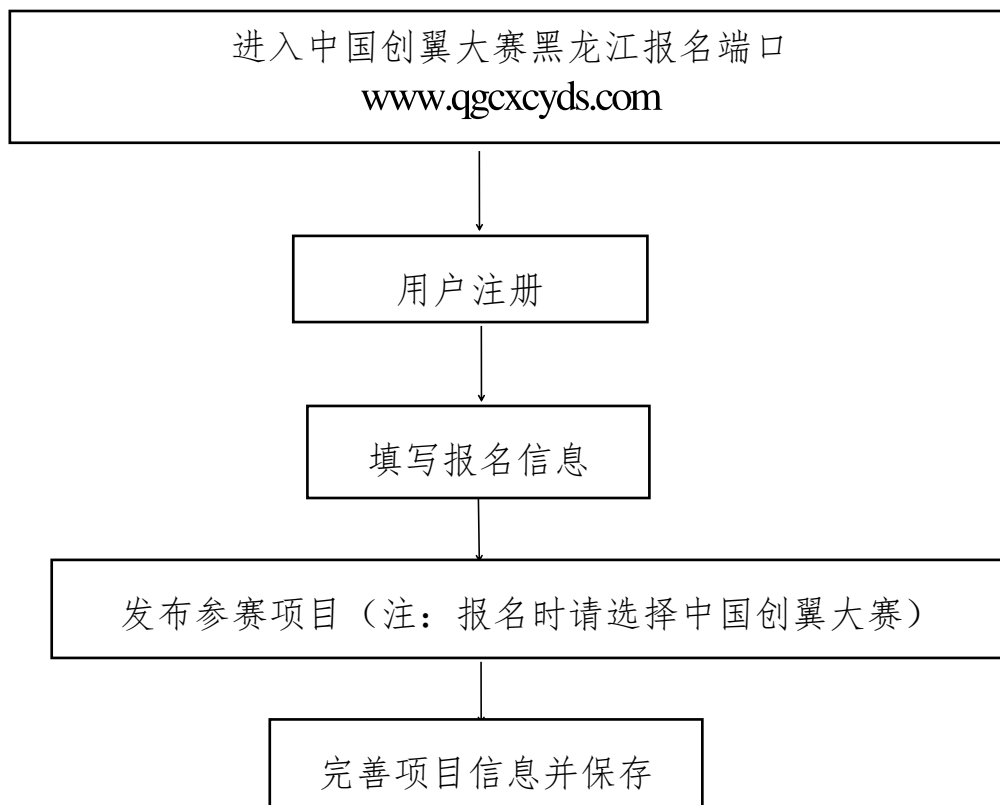 进入中国创翼大赛黑龙江报名端口
www.qgcxcyds.com
用户注册
填写报名信息
发布参赛项目（注：报名时请选择中国创翼大赛）
完善项目信息并保存